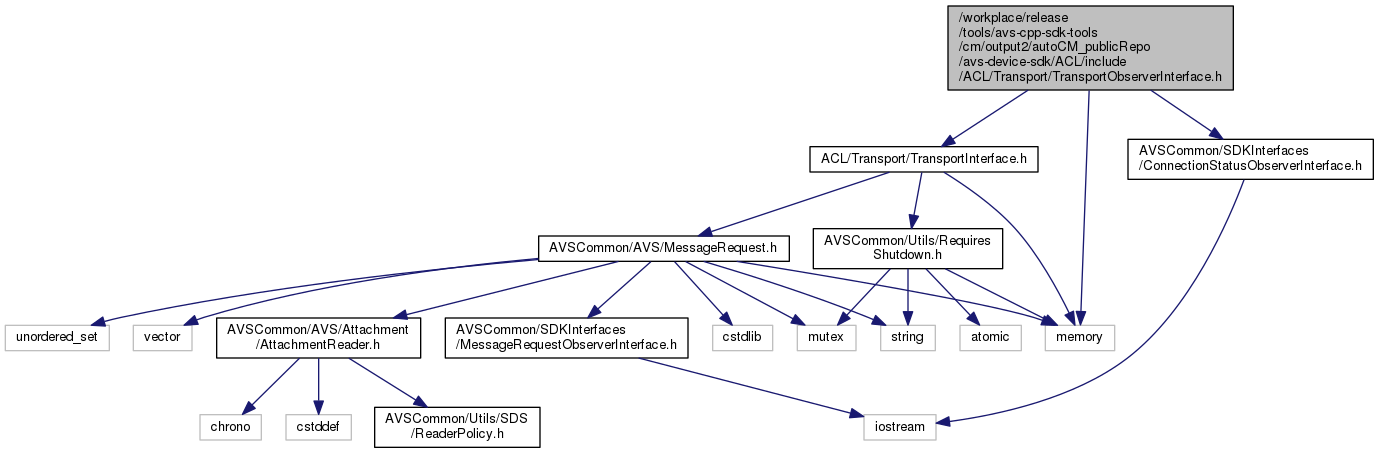 /workplace/release
/tools/avs-cpp-sdk-tools
/cm/output2/autoCM_publicRepo
/avs-device-sdk/ACL/include
/ACL/Transport/TransportObserverInterface.h
ACL/Transport/TransportInterface.h
AVSCommon/SDKInterfaces
/ConnectionStatusObserverInterface.h
AVSCommon/AVS/MessageRequest.h
AVSCommon/Utils/Requires
Shutdown.h
unordered_set
vector
AVSCommon/AVS/Attachment
/AttachmentReader.h
AVSCommon/SDKInterfaces
/MessageRequestObserverInterface.h
cstdlib
mutex
string
atomic
memory
chrono
cstddef
AVSCommon/Utils/SDS
/ReaderPolicy.h
iostream